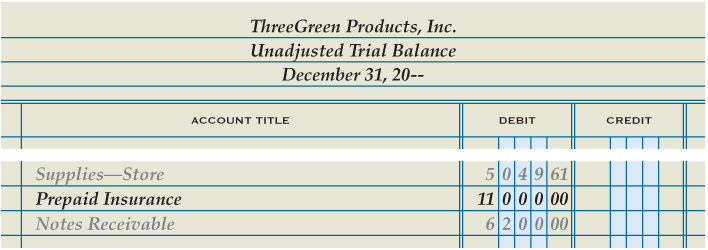 ThreeGreen Products, Inc.
Unadjusted Trial Balance
December 31, 20--
ACCOUNT TITLE DEBIT CREDIT
Supplies—Store 5 0 4 9 61
Prepaid Insurance 11 0 0 0 00
Notes Receivable 6 2 0 0 00